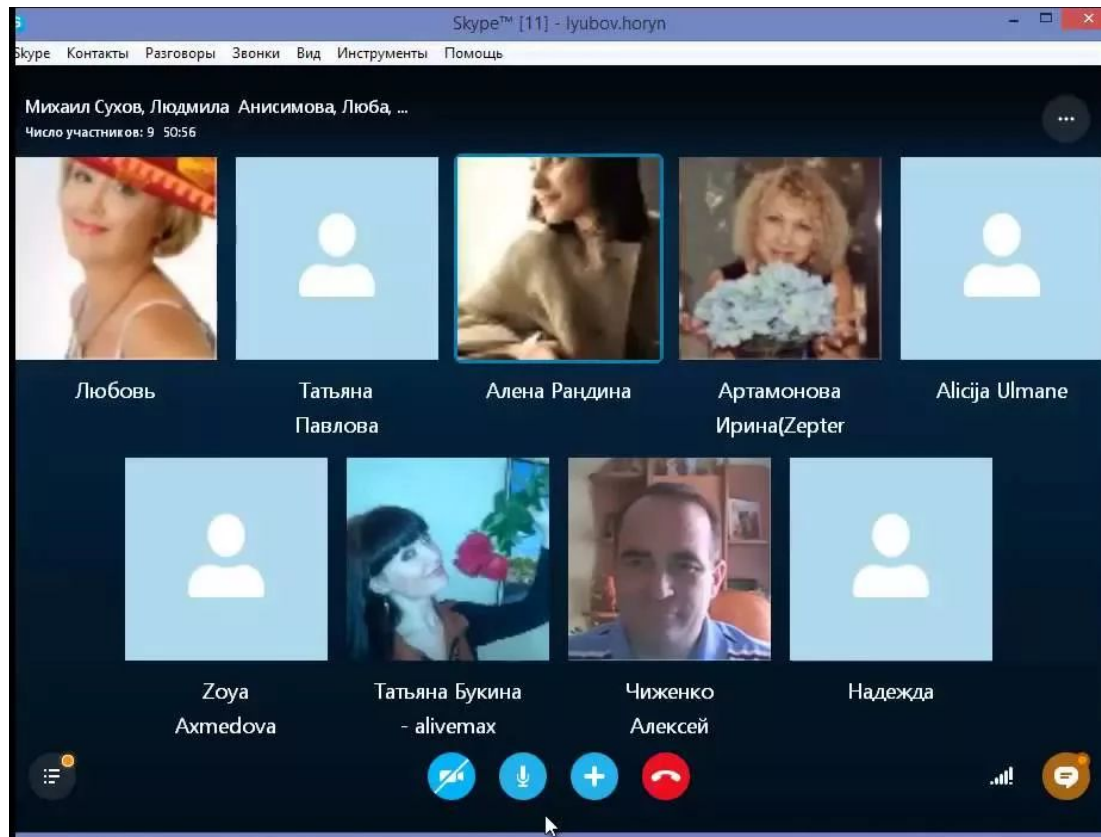 Skype™ [11] - lyubov.horyn
Skype Контакты Разговоры Звонки Вид Инструменты Помощь
Михаил Сухов, Людмила Анисимова, Люба, ...
Число участников: 9 50:56
Любовь
Татьяна
Павлова
Алена Рандина
Артамонова
Ирина(Zepter
Alicija Ulmane
Zoya
Axmedova
Татьяна Букина
- alivemax
Чиженко
Алексей
Надежда